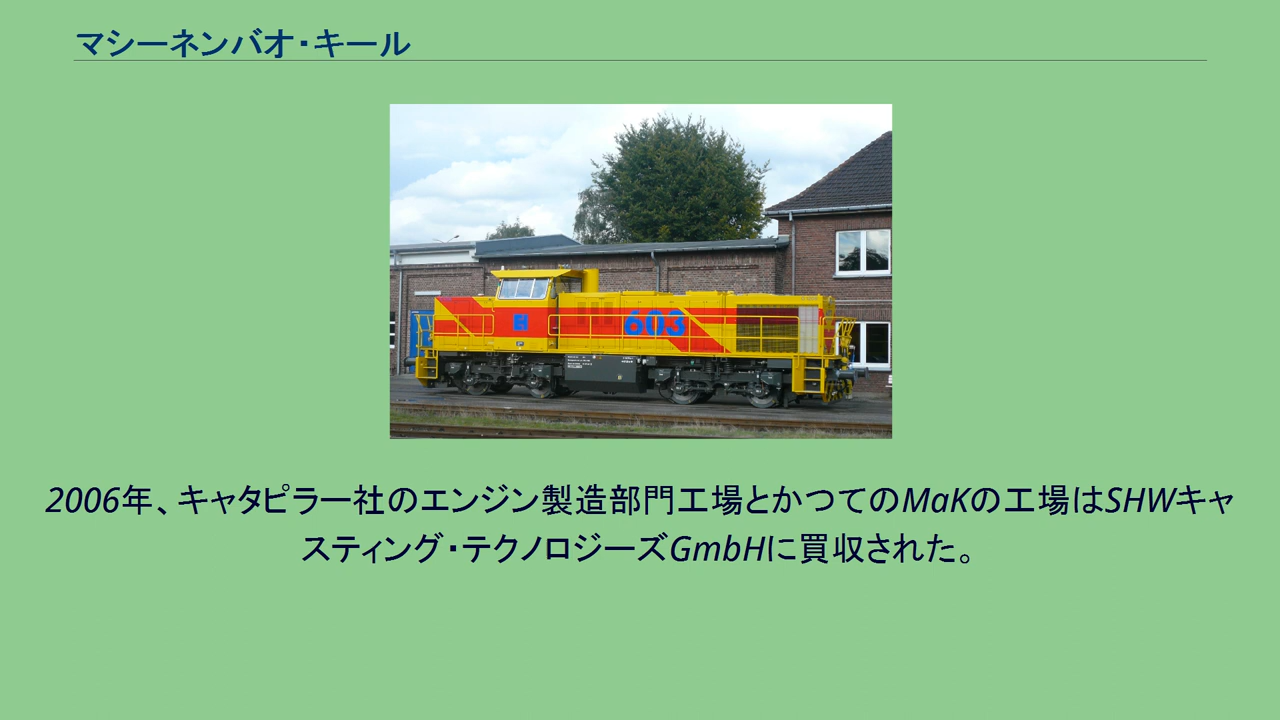 マシーネンバオ・キール
EH
603
2006年、キャタピラー社のエンジン製造部門工場とかつてのMaKの工場はSHWキャ
スティング・テクノロジーズGmbHに買収された。